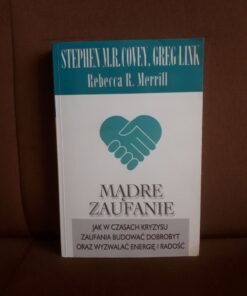 STEPHEN M.R. COVEY, GREG LINK
Rebecca R. Merrill
MĄDRE
ZAUFANIE
JAK W CZASACH KRYZYSU
ZAUFANIA BUDOWAĆ DOBROBYT
ORAZ WYZWALAĆ ENERGIĘ I RADOŚĆ